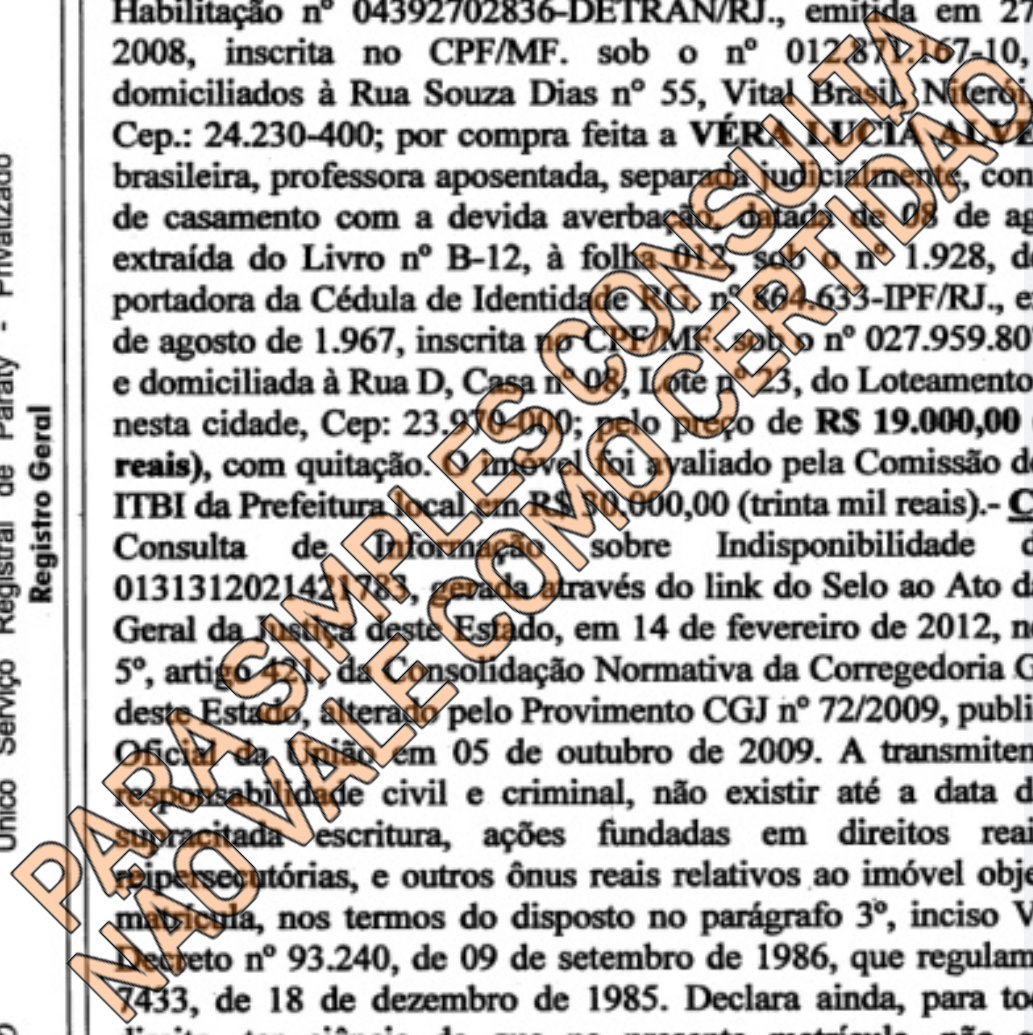 Habilitação nº 04392702836-DETRAN/RJ., emitida em 27
2008, inscrita no CPF/MF. sob o nº 012.871.167-10,
domiciliados à Rua Souza Dias nº 55, Vital Brasil, Niterói
Cep.: 24.230-400; por compra feita a VÉRA LUCIA ALVE
brasileira, professora aposentada, separada judicialmente, con
de casamento com a devida averbação, datada de 08 de ag
extraída do Livro nº B-12, à folha 012, sob o nº 1.928, de
portadora da Cédula de Identidade RG. nº 864.633-IPF/RJ., e
de agosto de 1.967, inscrita no CPF/MF. sob o nº 027.959.80
e domiciliada à Rua D, Casa nº 08, Lote nº 23, do Loteamento
nesta cidade, Cep: 23.970-000; pelo preço de R$ 19.000,00
reais), com quitação. O imóvel foi avaliado pela Comissão de
ITBI da Prefeitura local em R$ 30.000,00 (trinta mil reais).- C
Consulta de Informação sobre Indisponibilidade d
0131312021421783, gerada através do link do Selo ao Ato d
Geral da Justiça deste Estado, em 14 de fevereiro de 2012, n
5º, artigo 421, da Consolidação Normativa da Corregedoria G
deste Estado, alterado pelo Provimento CGJ nº 72/2009, publi
Oficial da União em 05 de outubro de 2009. A transmiten
responsabilidade civil e criminal, não existir até a data d
supracitada escritura, ações fundadas em direitos reai
reipersecutórias, e outros ônus reais relativos ao imóvel obje
matrícula, nos termos do disposto no parágrafo 3º, inciso V
Decreto nº 93.240, de 09 de setembro de 1986, que regulam
7433, de 18 de dezembro de 1985. Declara ainda, para to
Único Serviço Registral de Paraty - Privatizado
Registro Geral
PARA SIMPLES CONSULTA
NÃO VALE COMO CERTIDÃO